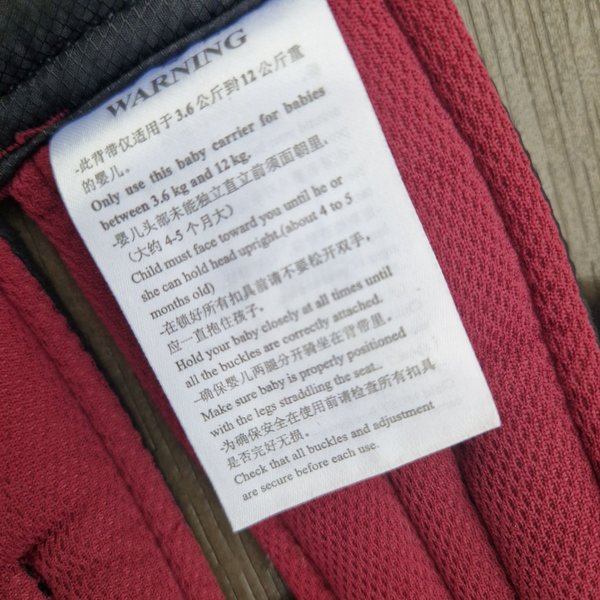 WARNING
-此背带仅适用于3.6公斤到12公斤重
的婴儿。
Only use this baby carrier for babies
between 3.6 kg and 12 kg.
-婴儿头部未能独立直立前须面朝里,
(大约 4-5 个月大)
Child must face toward you until he or
she can hold head upright.(about 4 to 5
months old)
-在锁好所有扣具前请不要松开双手,
应一直抱住孩子。
Hold your baby closely at all times until
all the buckles are correctly attached.
-确保婴儿两腿分开骑坐在背带里。
Make sure baby is properly positioned
with the legs straddling the seat.
-为确保安全在使用前请检查所有扣具
是否完好无损。
Check that all buckles and adjustment
are secure before each use.